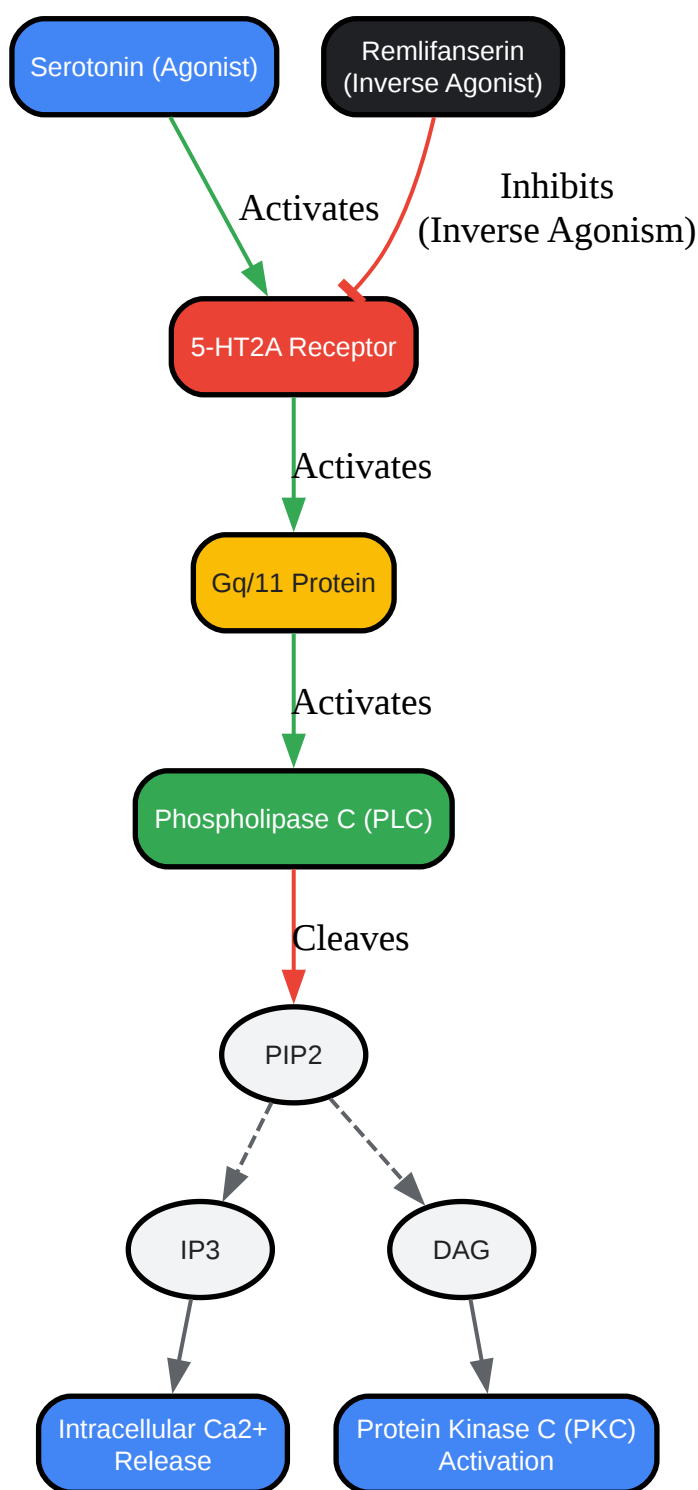 Serotonin (Agonist)
Remlifanserin
(Inverse Agonist)
Activates
Inhibits
(Inverse Agonism)
5-HT2A Receptor
Activates
Gq/11 Protein
Activates
Phospholipase C (PLC)
Cleaves
PIP2
IP3
DAG
Intracellular Ca2+
Release
Protein Kinase C (PKC)
Activation